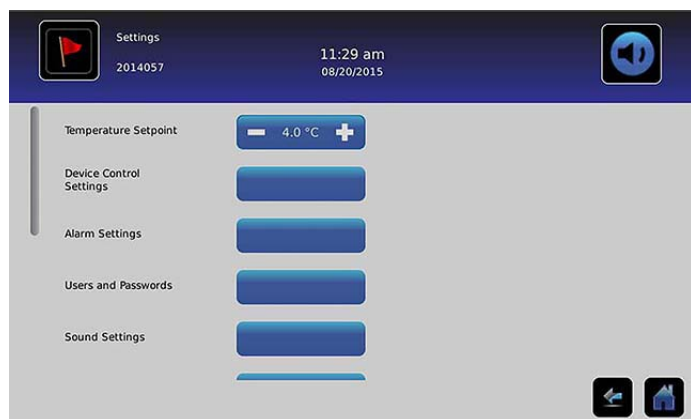 Settings
2014057
11:29 am
08/20/2015
Temperature Setpoint
4.0 °C
Device Control
Settings
Alarm Settings
Users and Passwords
Sound Settings